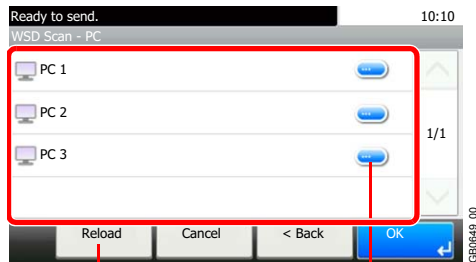 Ready to send. 10:10
WSD Scan - PC
PC 1
PC 2
1/1
PC 3
Reload Cancel < Back OK
GB0649_00